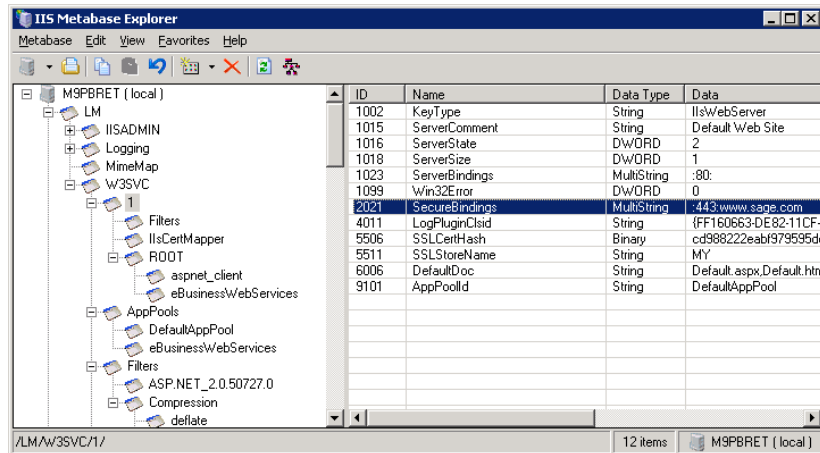 IIS Metabase Explorer
Metabase Edit View Favorites Help
M9PBRET ( local )
LM
IISADMIN
Logging
MimeMap
W3SVC
1
Filters
IIsCertMapper
ROOT
aspnet_client
eBusinessWebServices
AppPools
DefaultAppPool
eBusinessWebServices
Filters
ASP.NET_2.0.50727.0
Compression
deflate
ID Name Data Type Data
1002 KeyType String IIsWebServer
1015 ServerComment String Default Web Site
1016 ServerState DWORD 2
1018 ServerSize DWORD 1
1023 ServerBindings MultiString :80:
1099 Win32Error DWORD 0
2021 SecureBindings MultiString :443:www.sage.com
4011 LogPluginClsid String {FF160663-DE82-11CF-
5506 SSLCertHash Binary cd988222eabf979595d
5511 SSLStoreName String MY
6006 DefaultDoc String Default.aspx,Default.htm
9101 AppPoolId String DefaultAppPool
/LM/W3SVC/1/ 12 items M9PBRET ( local )